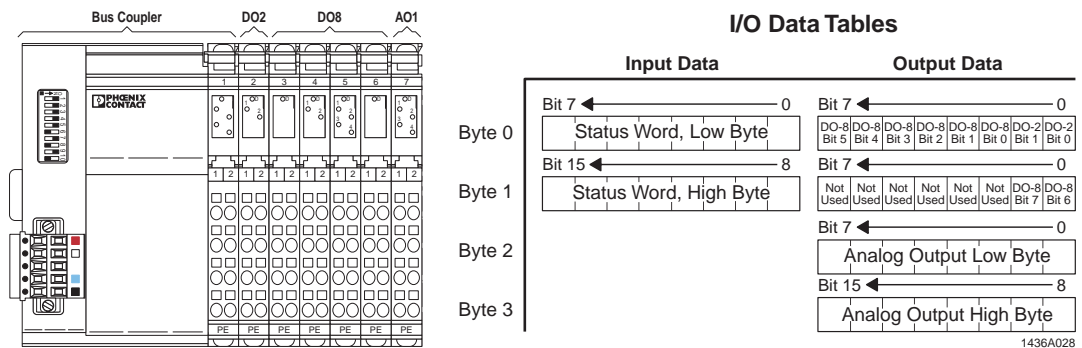 Bus Coupler DO2 DO8 AO1
PHŒNIX
CONTACT
1 2 3 4 5 6 7
1 2 1 2 1 2 1 2 1 2 1 2 1 2
PE PE PE PE PE PE PE
I/O Data Tables
Input Data Output Data
Bit 7 0 Bit 7 0
Byte 0 Status Word, Low Byte DO-8 Bit 5 DO-8 Bit 4 DO-8 Bit 3 DO-8 Bit 2 DO-8 Bit 1 DO-8 Bit 0 DO-2 Bit 1 DO-2 Bit 0
Bit 15 8 Bit 7 0
Byte 1 Status Word, High Byte Not Used Not Used Not Used Not Used Not Used Not Used DO-8 Bit 7 DO-8 Bit 6
Bit 7 0
Byte 2 Analog Output Low Byte
Bit 15 8
Byte 3 Analog Output High Byte
1436A028